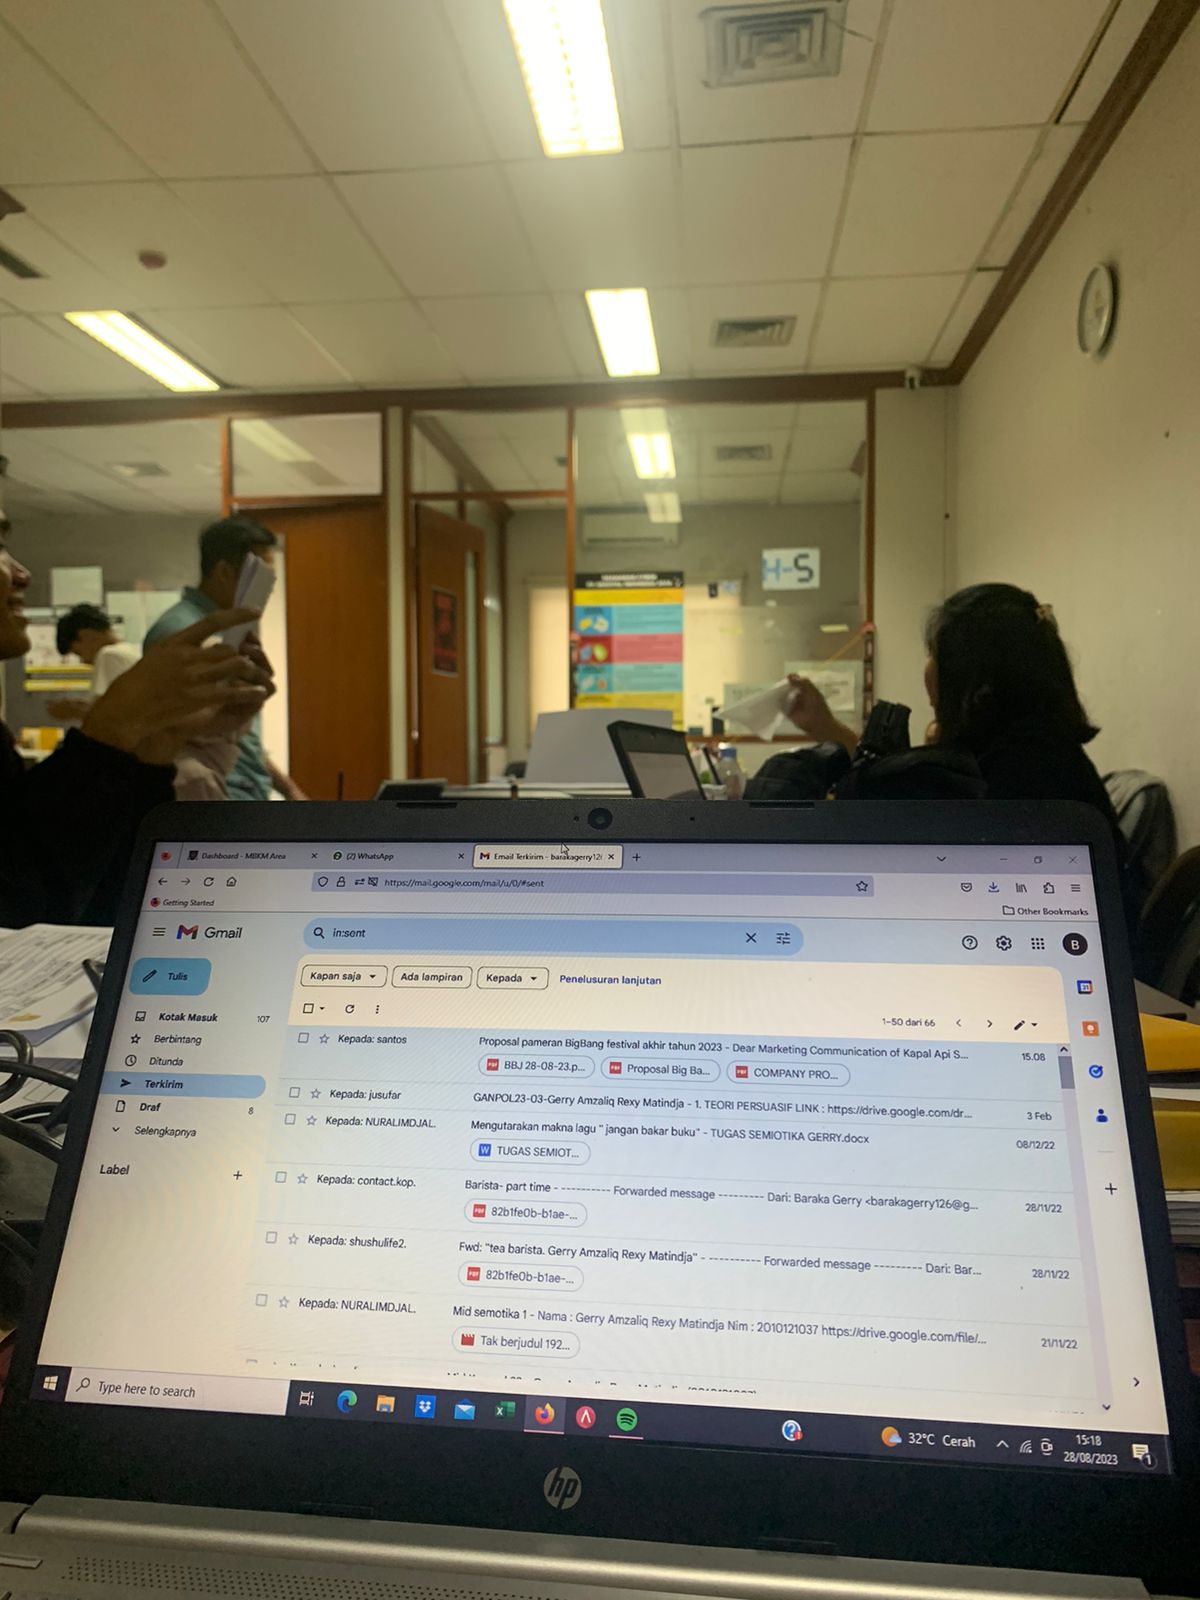 H-S
Dashboard - MBKM Area
(2) WhatsApp
Email Terkirim - barakagerry12
https://mail.google.com/mail/u/0/#sent
Getting Started
Other Bookmarks
Gmail
in:sent
B
Tulis
Kapan saja
Ada lampiran
Kepada
Penelusuran lanjutan
Kotak Masuk 107
Berbintang
Ditunda
Terkirim
Draf 8
Selengkapnya
Label
1–50 dari 66
Kepada: santos Proposal pameran BigBang festival akhir tahun 2023 - Dear Marketing Communication of Kapal Api S... 15.08
PDF BBJ 28-08-23.p... PDF Proposal Big Ba... PDF COMPANY PRO...
Kepada: jusufar GANPOL23-03-Gerry Amzaliq Rexy Matindja - 1. TEORI PERSUASIF LINK : https://drive.google.com/dr... 3 Feb
Kepada: NURALIMDJAL. Mengutarakan makna lagu " jangan bakar buku" - TUGAS SEMIOTIKA GERRY.docx 08/12/22
W TUGAS SEMIOT...
Kepada: contact.kop. Barista- part time - ---------- Forwarded message --------- Dari: Baraka Gerry <barakagerry126@g... 28/11/22
PDF 82b1fe0b-b1ae-...
Kepada: shushulife2. Fwd: "tea barista. Gerry Amzaliq Rexy Matindja" - ---------- Forwarded message --------- Dari: Bar... 28/11/22
PDF 82b1fe0b-b1ae-...
Kepada: NURALIMDJAL. Mid semotika 1 - Nama : Gerry Amzaliq Rexy Matindja Nim : 2010121037 https://drive.google.com/file/... 21/11/22
Tak berjudul 192...
Type here to search
32°C Cerah
15:18
28/08/2023
1
hp